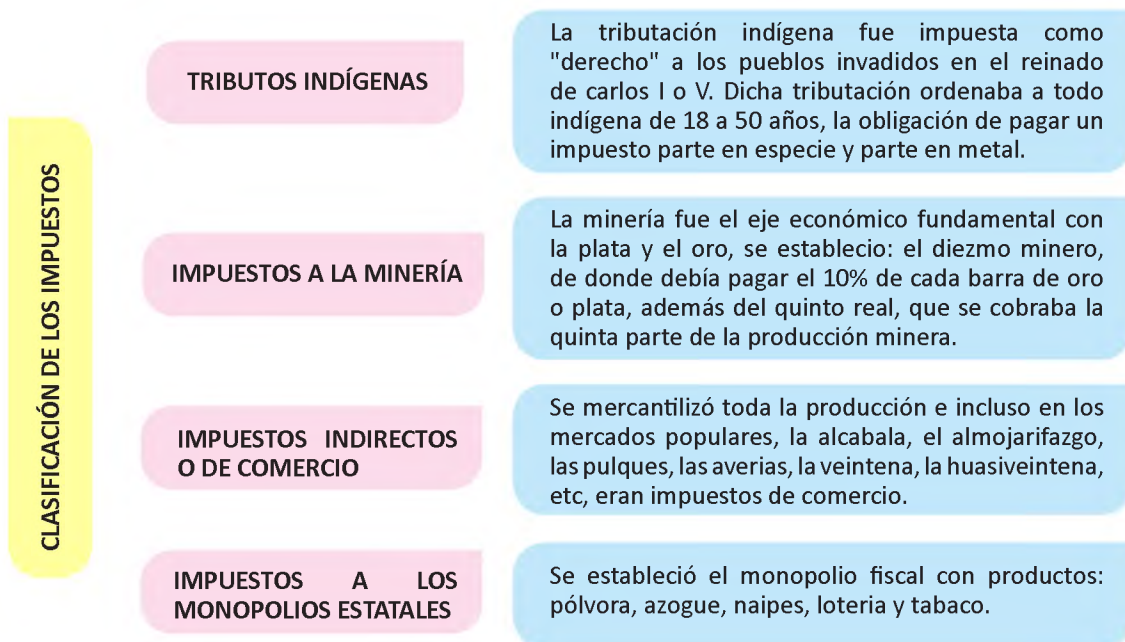 CLASIFICACIÓN DE LOS IMPUESTOS
TRIBUTOS INDÍGENAS
La tributación indígena fue impuesta como
"derecho" a los pueblos invadidos en el reinado
de carlos I o V. Dicha tributación ordenaba a todo
indígena de 18 a 50 años, la obligación de pagar un
impuesto parte en especie y parte en metal.
IMPUESTOS A LA MINERÍA
La minería fue el eje económico fundamental con
la plata y el oro, se establecio: el diezmo minero,
de donde debía pagar el 10% de cada barra de oro
o plata, además del quinto real, que se cobraba la
quinta parte de la producción minera.
IMPUESTOS INDIRECTOS
O DE COMERCIO
Se mercantilizó toda la producción e incluso en los
mercados populares, la alcabala, el almojarifazgo,
las pulques, las averias, la veintena, la huasiveintena,
etc, eran impuestos de comercio.
IMPUESTOS A LOS
MONOPOLIOS ESTATALES
Se estableció el monopolio fiscal con productos:
pólvora, azogue, naipes, loteria y tabaco.